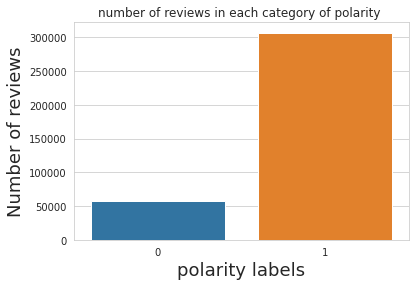 number of reviews in each category of polarity
300000
250000
200000
150000
100000
50000
0
Number of reviews
0 1
polarity labels